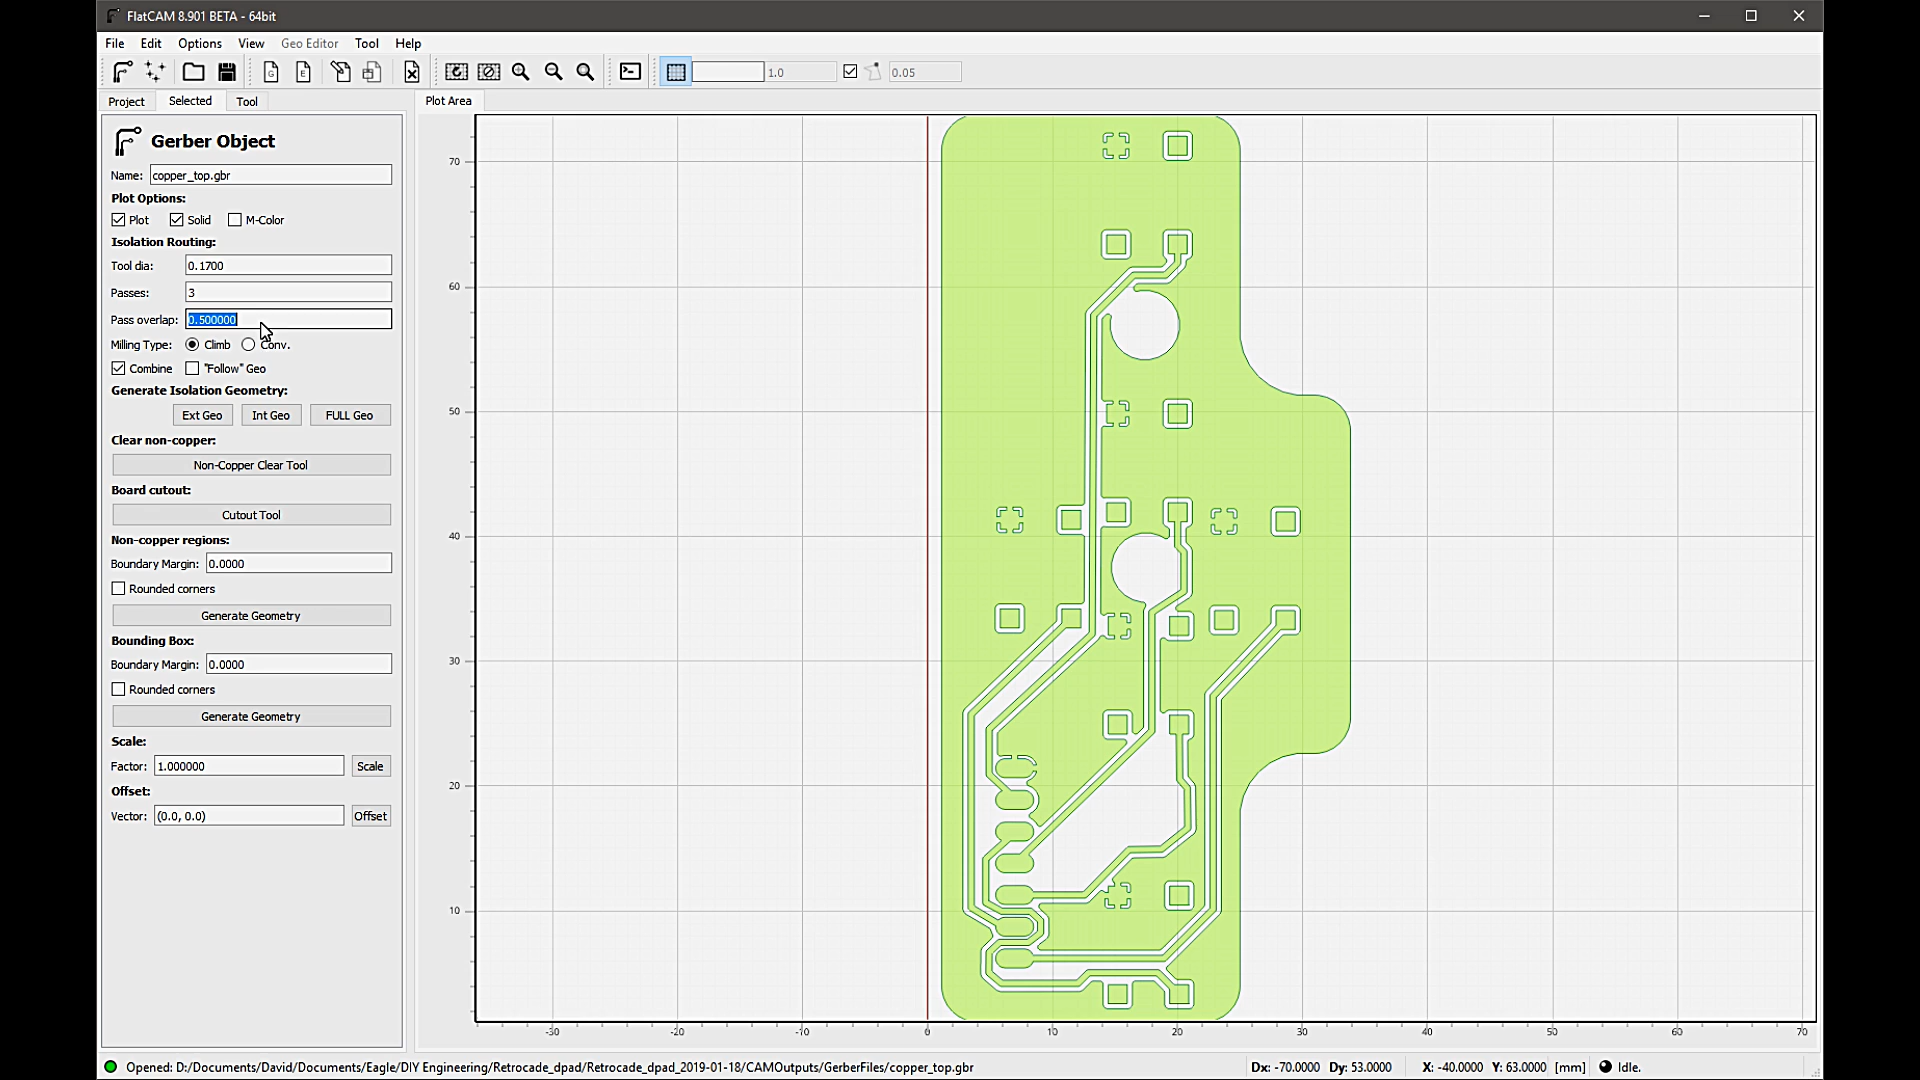 FlatCAM 8.901 BETA - 64bit
File Edit Options View Geo Editor Tool Help
G E 1.0 0.05
Project Selected Tool
Plot Area
Gerber Object
Name: copper_top.gbr
Plot Options:
Plot Solid M-Color
Isolation Routing:
Tool dia: 0.1700
Passes: 3
Pass overlap: 0.500000
Milling Type: Climb Conv.
Combine "Follow" Geo
Generate Isolation Geometry:
Ext Geo Int Geo FULL Geo
Clear non-copper:
Non-Copper Clear Tool
Board cutout:
Cutout Tool
Non-copper regions:
Boundary Margin: 0.0000
Rounded corners
Generate Geometry
Bounding Box:
Boundary Margin: 0.0000
Rounded corners
Generate Geometry
Scale:
Factor: 1.000000 Scale
Offset:
Vector: (0.0, 0.0) Offset
70
60
50
40
30
20
10
-30 -20 -10 0 10 20 30 40 50 60 70
Opened: D:/Documents/David/Documents/Eagle/DIY Engineering/Retrocade_dpad/Retrocade_dpad_2019-01-18/CAMOutputs/GerberFiles/copper_top.gbr Dx: -70.0000 Dy: 53.0000 X: -40.0000 Y: 63.0000 [mm] Idle.